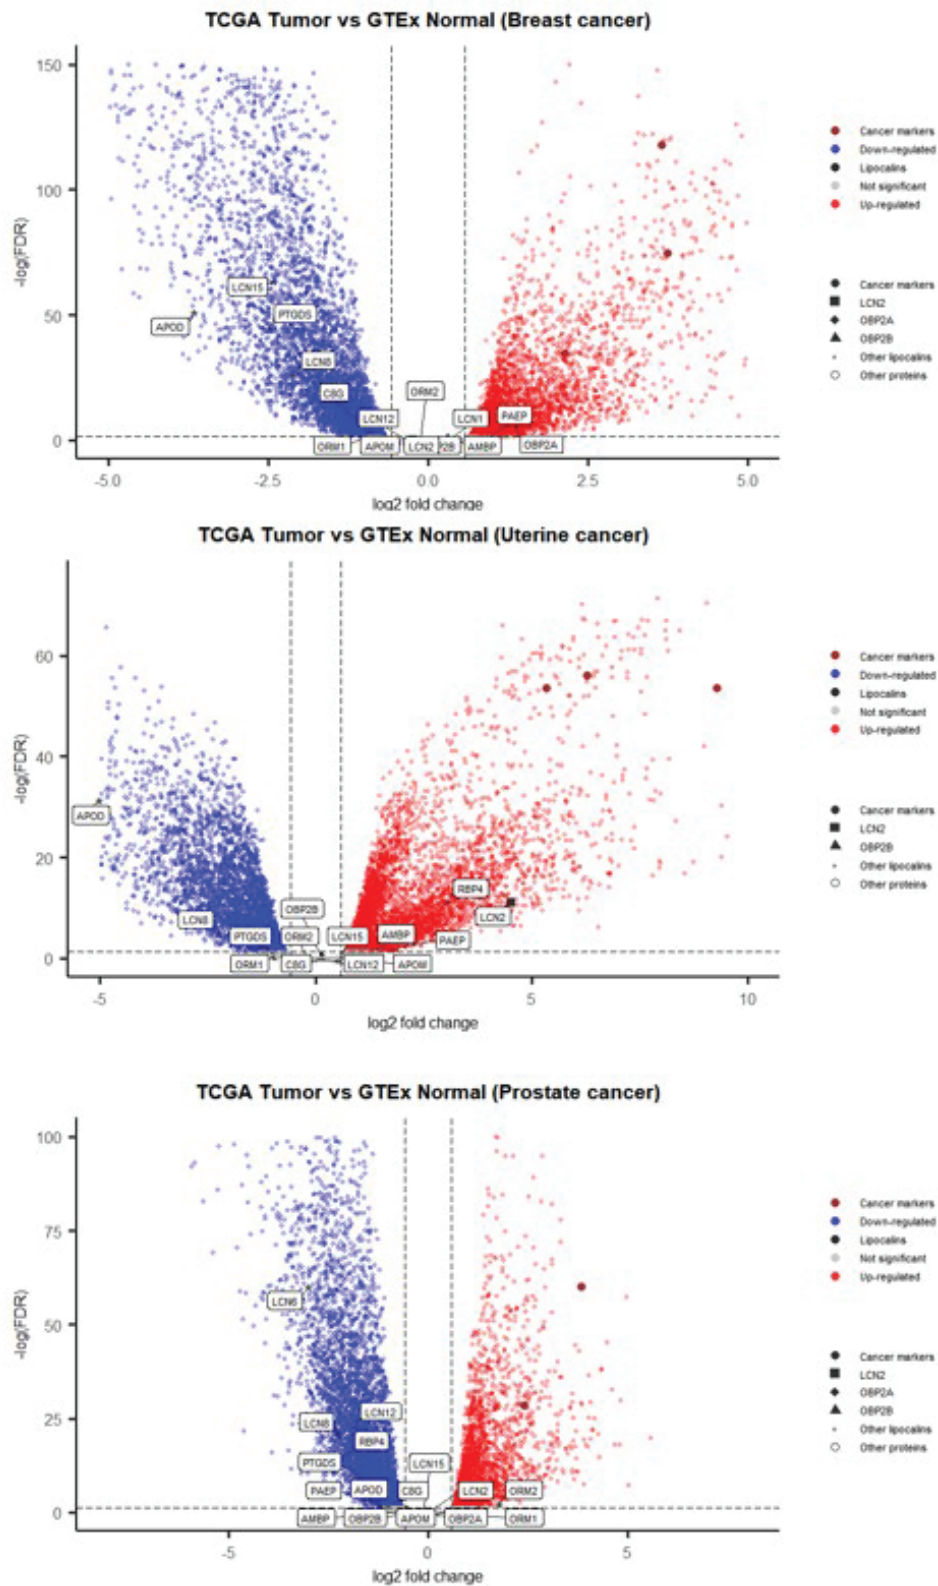 TCGA Tumor vs GTEx Normal (Breast cancer)
150
100
50
0
-log(FDR)
-5.0
-2.5
0.0
2.5
5.0
log2 fold change
LCN15
APOD
PTGDS
LCN8
C8G
ORM2
LCN12
LCN1
PAEP
ORM1
APOM
LCN2
P2B
AMBP
OBP2A
Cancer markers
Down-regulated
Lipocalins
Not significant
Up-regulated
Cancer markers
LCN2
OBP2A
OBP2B
Other lipocalins
Other proteins
TCGA Tumor vs GTEx Normal (Uterine cancer)
60
40
20
0
-log(FDR)
-5
0
5
10
log2 fold change
APOD
RBP4
LCN2
OBP2B
LCN8
PTGDS
ORM2
LCN15
AMBP
PAEP
ORM1
C8G
LCN12
APOM
Cancer markers
Down-regulated
Lipocalins
Not significant
Up-regulated
Cancer markers
LCN2
OBP2B
Other lipocalins
Other proteins
TCGA Tumor vs GTEx Normal (Prostate cancer)
100
75
50
25
0
-log(FDR)
-5
0
5
log2 fold change
LCN6
LCN12
LCN8
RBP4
PTGDS
LCN15
PAEP
APOD
C8G
LCN2
ORM2
AMBP
OBP2B
APOM
OBP2A
ORM1
Cancer markers
Down-regulated
Lipocalins
Not significant
Up-regulated
Cancer markers
LCN2
OBP2A
OBP2B
Other lipocalins
Other proteins